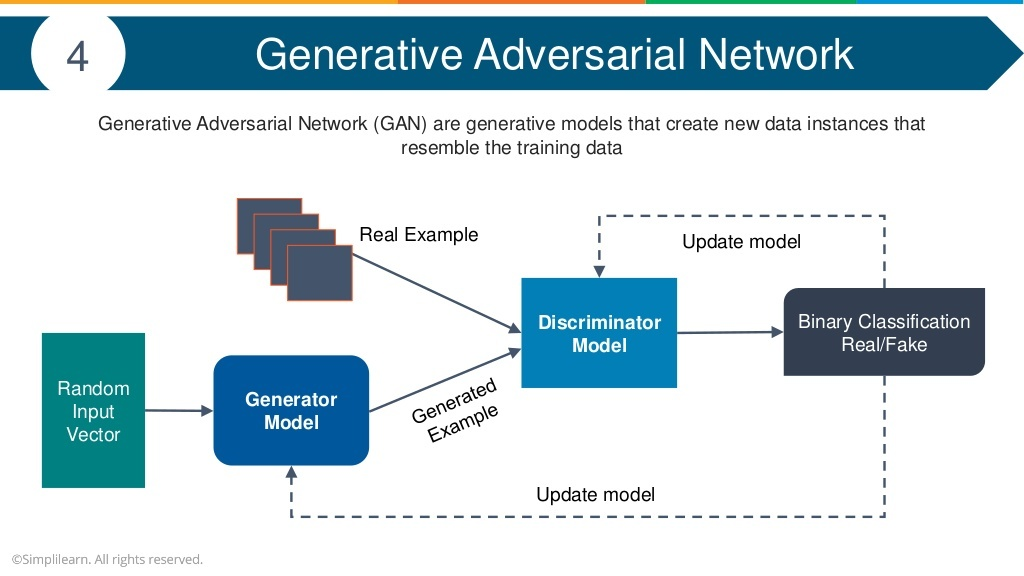 4
Generative Adversarial Network
Generative Adversarial Network (GAN) are generative models that create new data instances that
resemble the training data
Real Example
Update model
Discriminator
Model
Binary Classification
Real/Fake
Random
Input
Vector
Generator
Model
Generated
Example
Update model
©Simplilearn. All rights reserved.